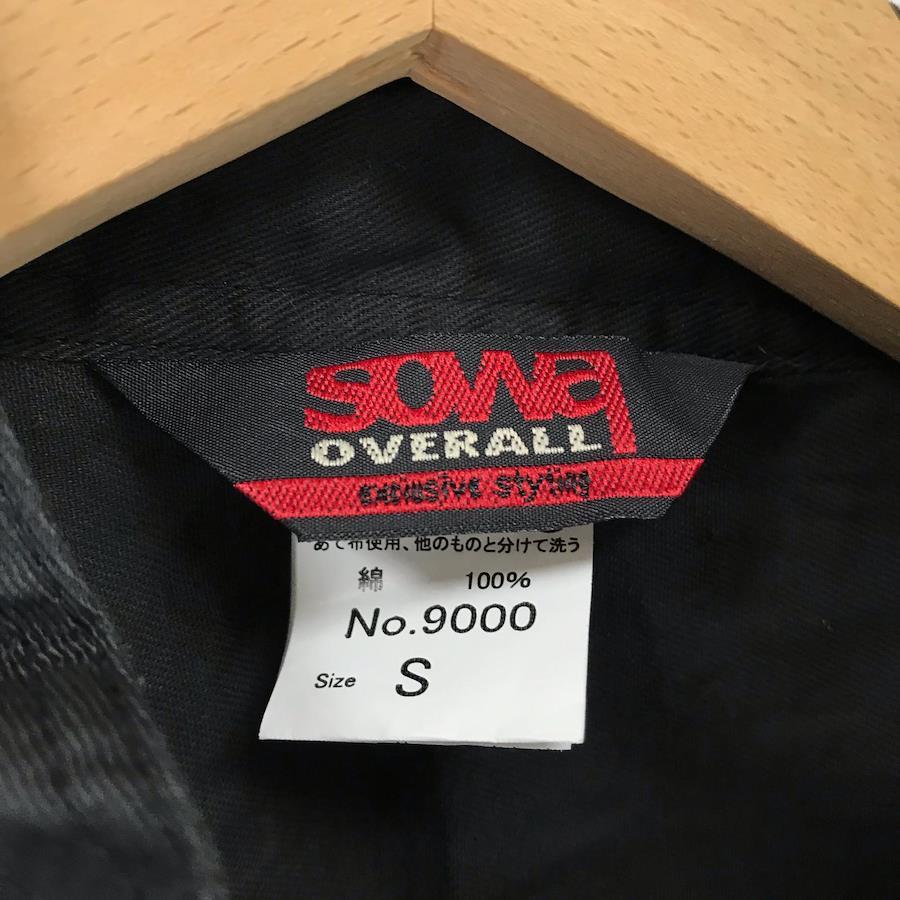 sowa
OVERALL
exclusive styling
あて布使用、他のものと分けて洗う
綿 100%
No.9000
Size S